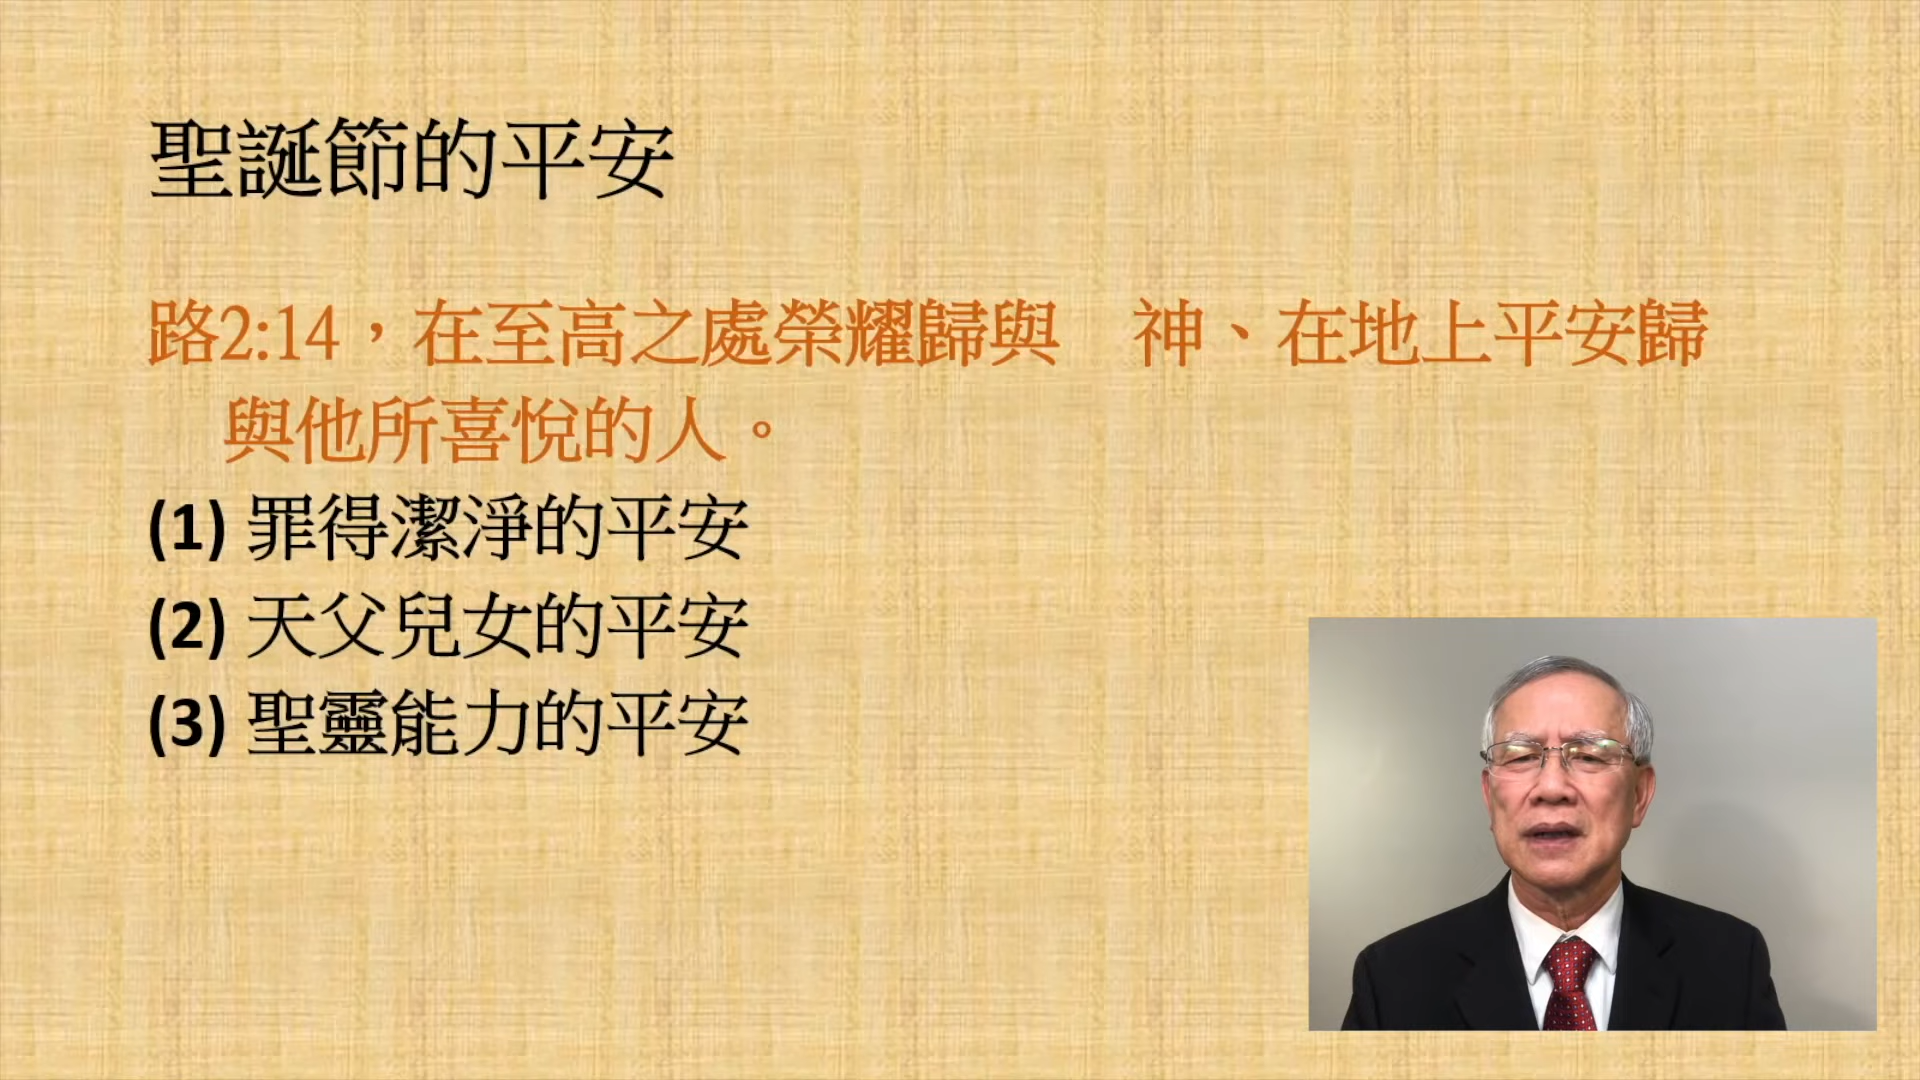 聖誕節的平安
路2:14，在至高之處榮耀歸與　神、在地上平安歸
與他所喜悅的人。
(1) 罪得潔淨的平安
(2) 天父兒女的平安
(3) 聖靈能力的平安